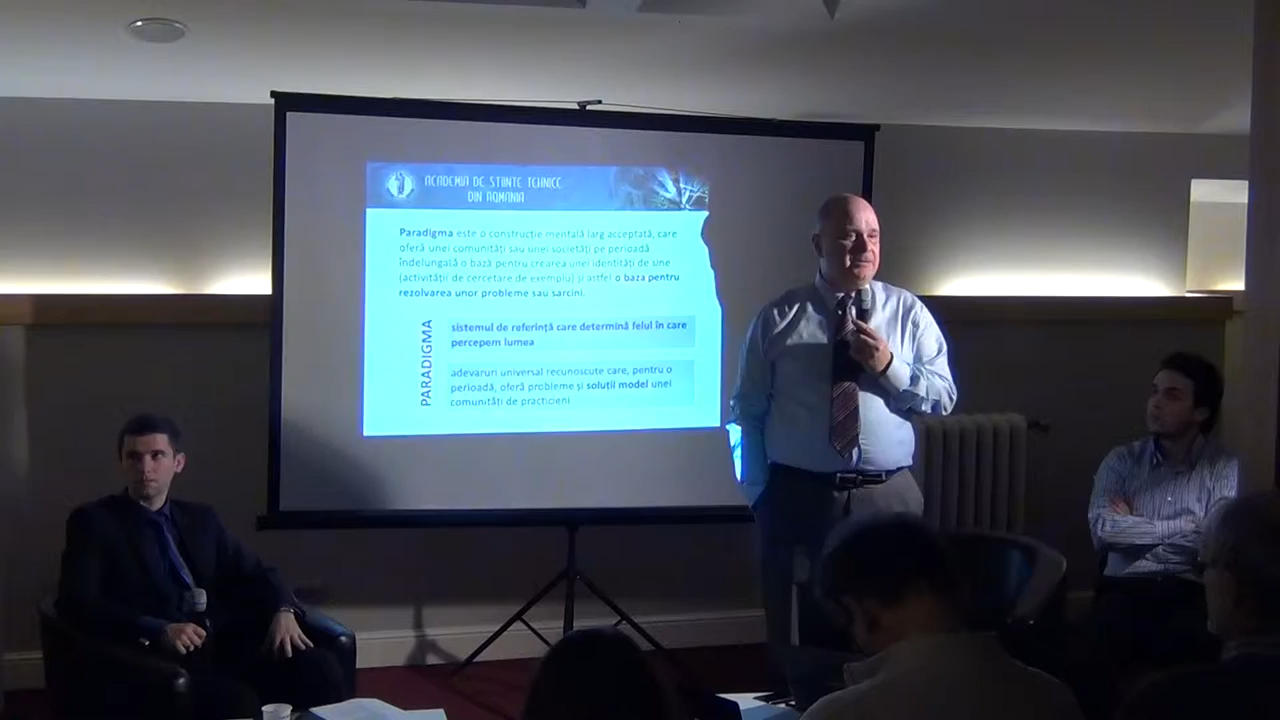 ACADEMIA DE STIINTE TEHNICE
DIN ROMANIA
Paradigma este o construcție mentală larg acceptată, care
oferă unei comunități sau unei societăți pe perioadă
îndelungată o bază pentru crearea unei identități de sine
(activității de cercetare de exemplu) și astfel o baza pentru
rezolvarea unor probleme sau sarcini.
PARADIGMA
sistemul de referință care determină felul în care
percepem lumea
adevaruri universal recunoscute care, pentru o
perioadă, oferă probleme și soluții model unei
comunități de practicieni